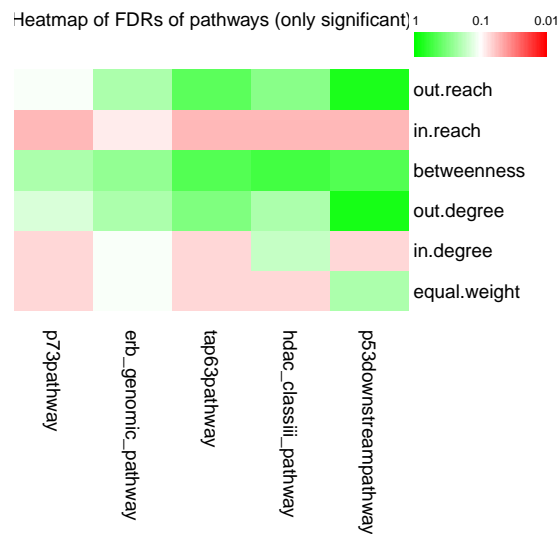 Heatmap of FDRs of pathways (only significant)
1 0.1 0.01
out.reach
in.reach
betweenness
out.degree
in.degree
equal.weight
p73pathway
erb_genomic_pathway
tap63pathway
hdac_classiii_pathway
p53downstreampathway